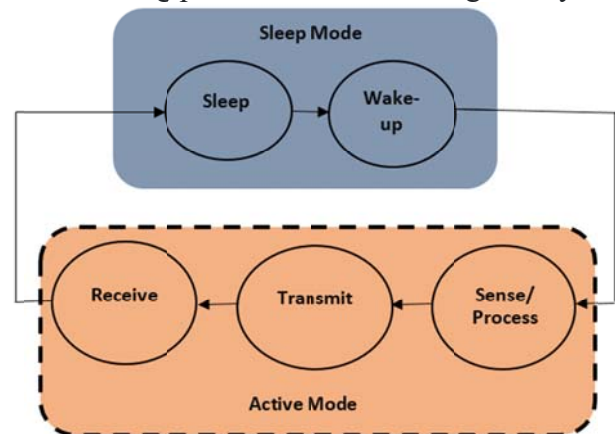 Sleep Mode
Sleep
Wake-
up
Receive
Transmit
Sense/
Process
Active Mode